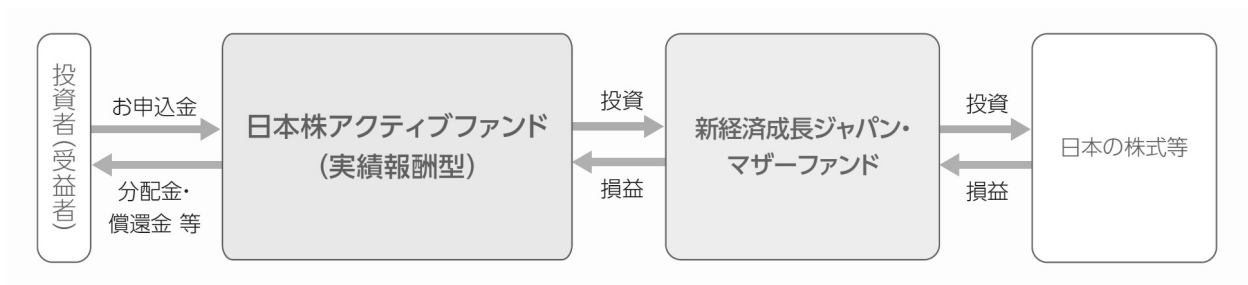 投資者(受益者)
お申込金
分配金・
償還金 等
日本株アクティブファンド
(実績報酬型)
投資
損益
新経済成長ジャパン・
マザーファンド
投資
損益
日本の株式等